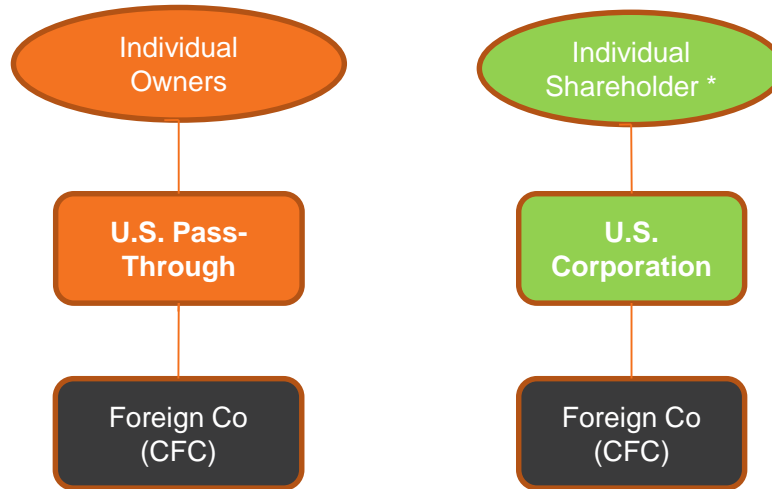 Individual
Owners
U.S. Pass-
Through
Foreign Co
(CFC)
Individual
Shareholder *
U.S.
Corporation
Foreign Co
(CFC)